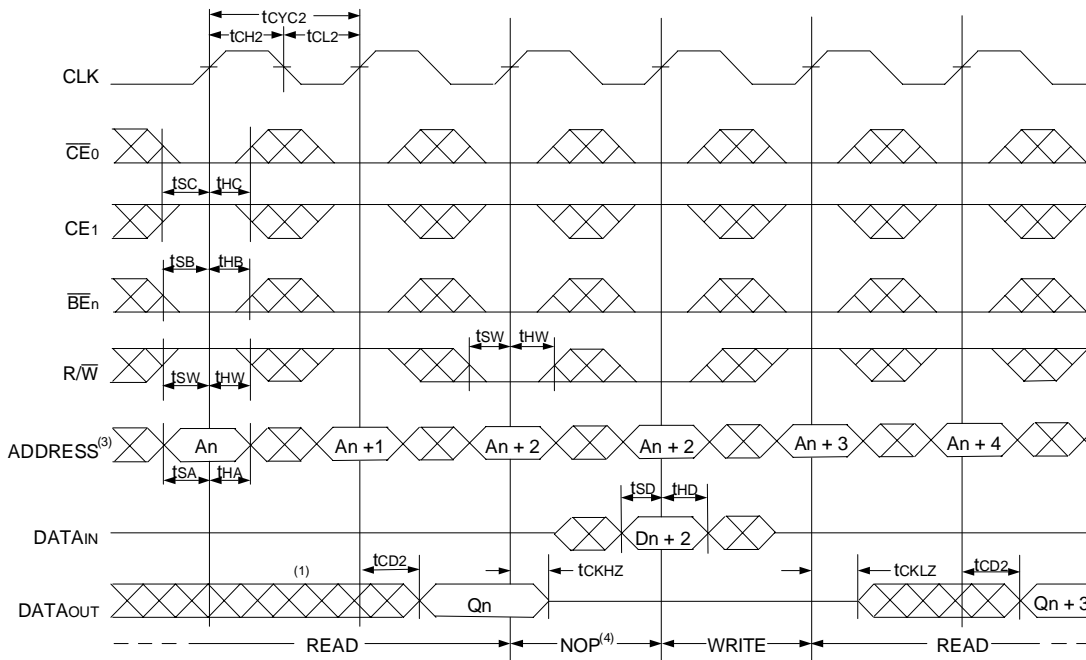 tCYC2
tCH2 tCL2
CLK
C̅E̅0
tSC tHC
CE1
tSB tHB
B̅E̅n
tSW tHW
R/W̅
tSW tHW
ADDRESS(3) An An +1 An + 2 An + 2 An + 3 An + 4
tSA tHA
tSD tHD
DATAIN Dn + 2
(1) tCD2 tCKHZ tCKLZ tCD2
DATAOUT Qn Qn + 3
READ NOP(4) WRITE READ